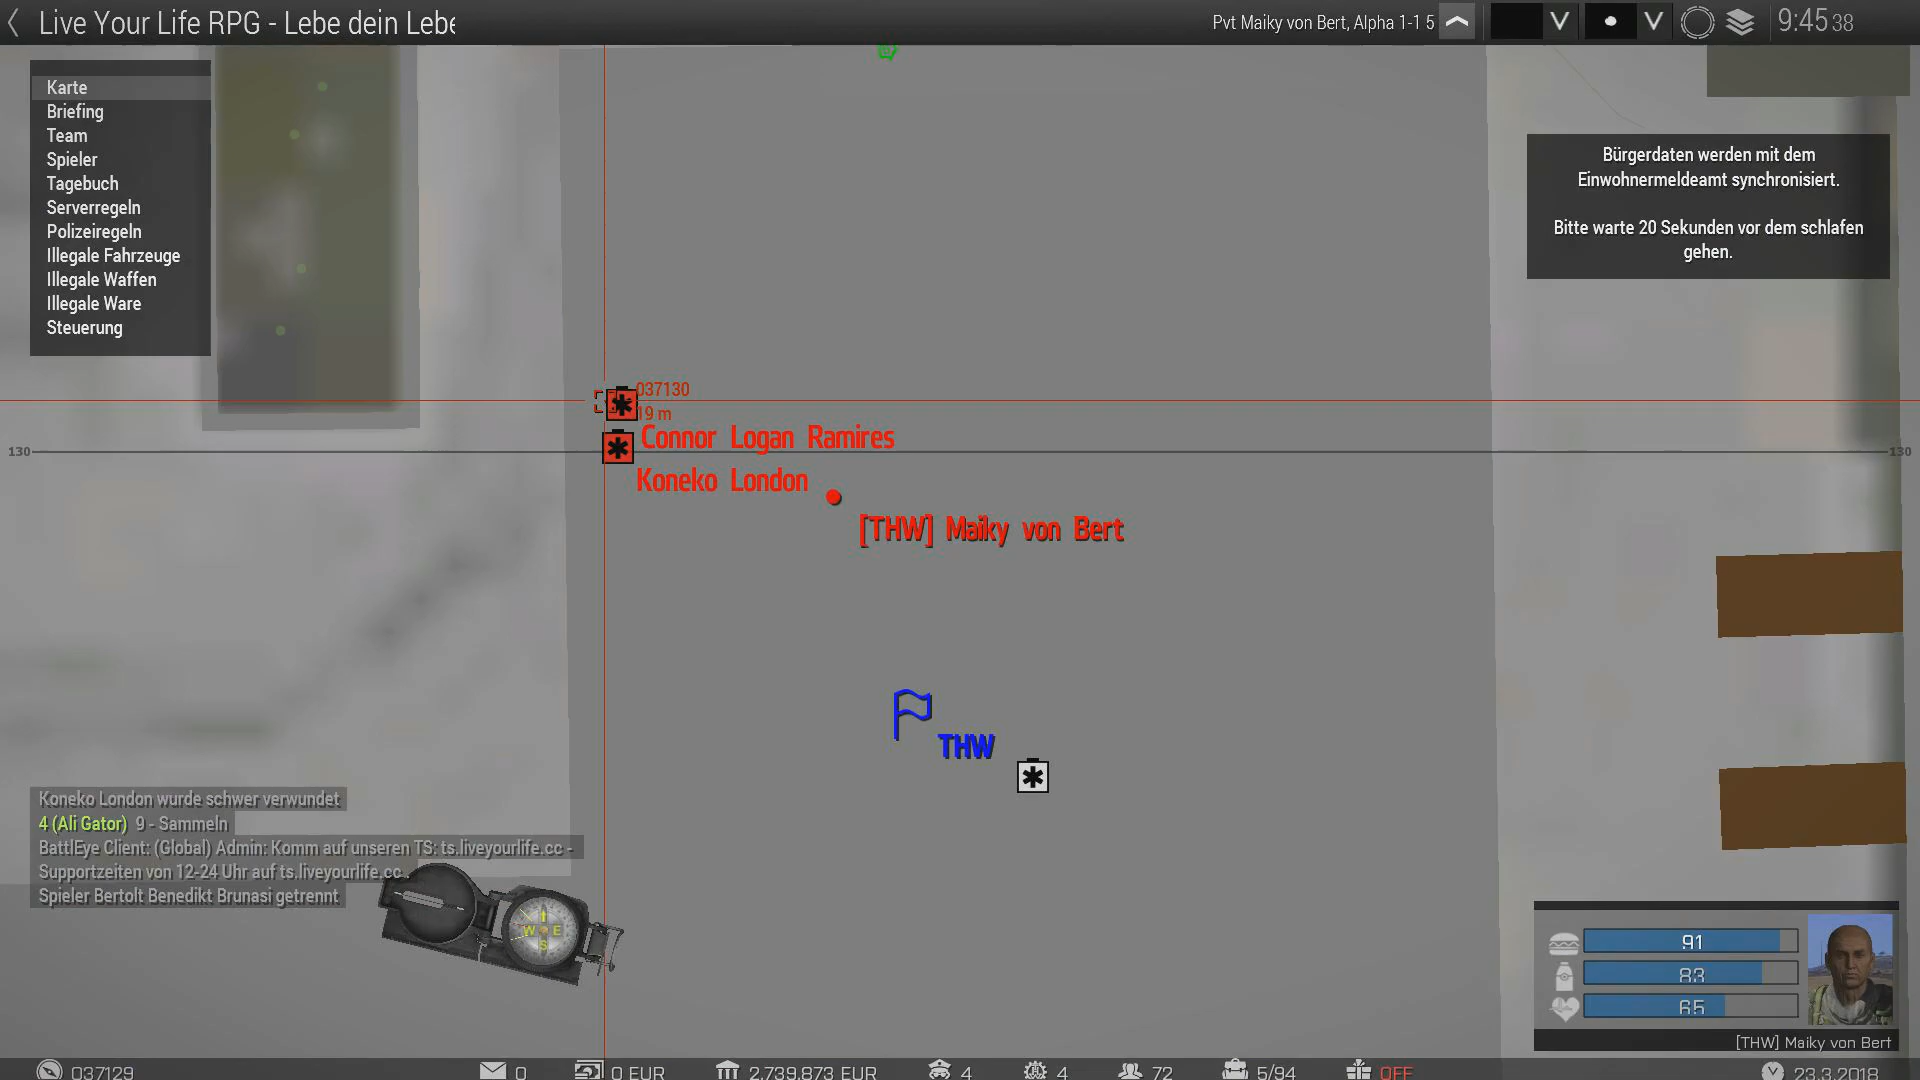 Live Your Life RPG - Lebe dein Lebe
Pvt Maiky von Bert, Alpha 1-1 5
9:45 38
Karte
Briefing
Team
Spieler
Tagebuch
Serverregeln
Polizeiregeln
Illegale Fahrzeuge
Illegale Waffen
Illegale Ware
Steuerung
Bürgerdaten werden mit dem
Einwohnermeldeamt synchronisiert.
Bitte warte 20 Sekunden vor dem schlafen
gehen.
037130
19 m
Connor Logan Ramires
130
130
Koneko London
[THW] Maiky von Bert
THW
Koneko London wurde schwer verwundet
4 (Ali Gator) 9 - Sammeln
BattlEye Client: (Global) Admin: Komm auf unseren TS: ts.liveyourlife.cc -
Supportzeiten von 12-24 Uhr auf ts.liveyourlife.cc .
Spieler Bertolt Benedikt Brunasi getrennt
W E
S
91
83
65
[THW] Maiky von Bert
037129
0
0 EUR
2.739.873 EUR
4
4
72
5/94
OFF
23.3.2018